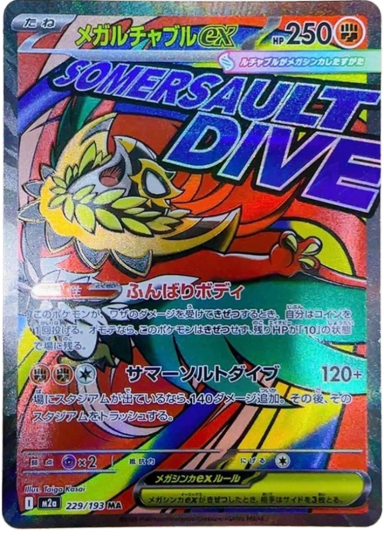 たね メガルチャブルex HP250
ルチャブルがメガシンカしたすがた
SOMERSAULT
DIVE
ふんばりボディ
このポケモンが、ワザのダメージを受けてきぜつするとき、自分はコインを
1回投げる。オモテなら、このポケモンはきぜつせず、残りHPが「10」の状態
で場に残る。
サマーソルトダイブ 120+
場にスタジアムが出ているなら、140ダメージ追加。その後、その
スタジアムをトラッシュする。
弱点 ×2 抵抗力 にげる
メガシンカexルール
メガシンカexがきぜつしたとき、相手はサイドを3枚とる。
Illus. Taiga Kasai
I M2a 229/193 MA